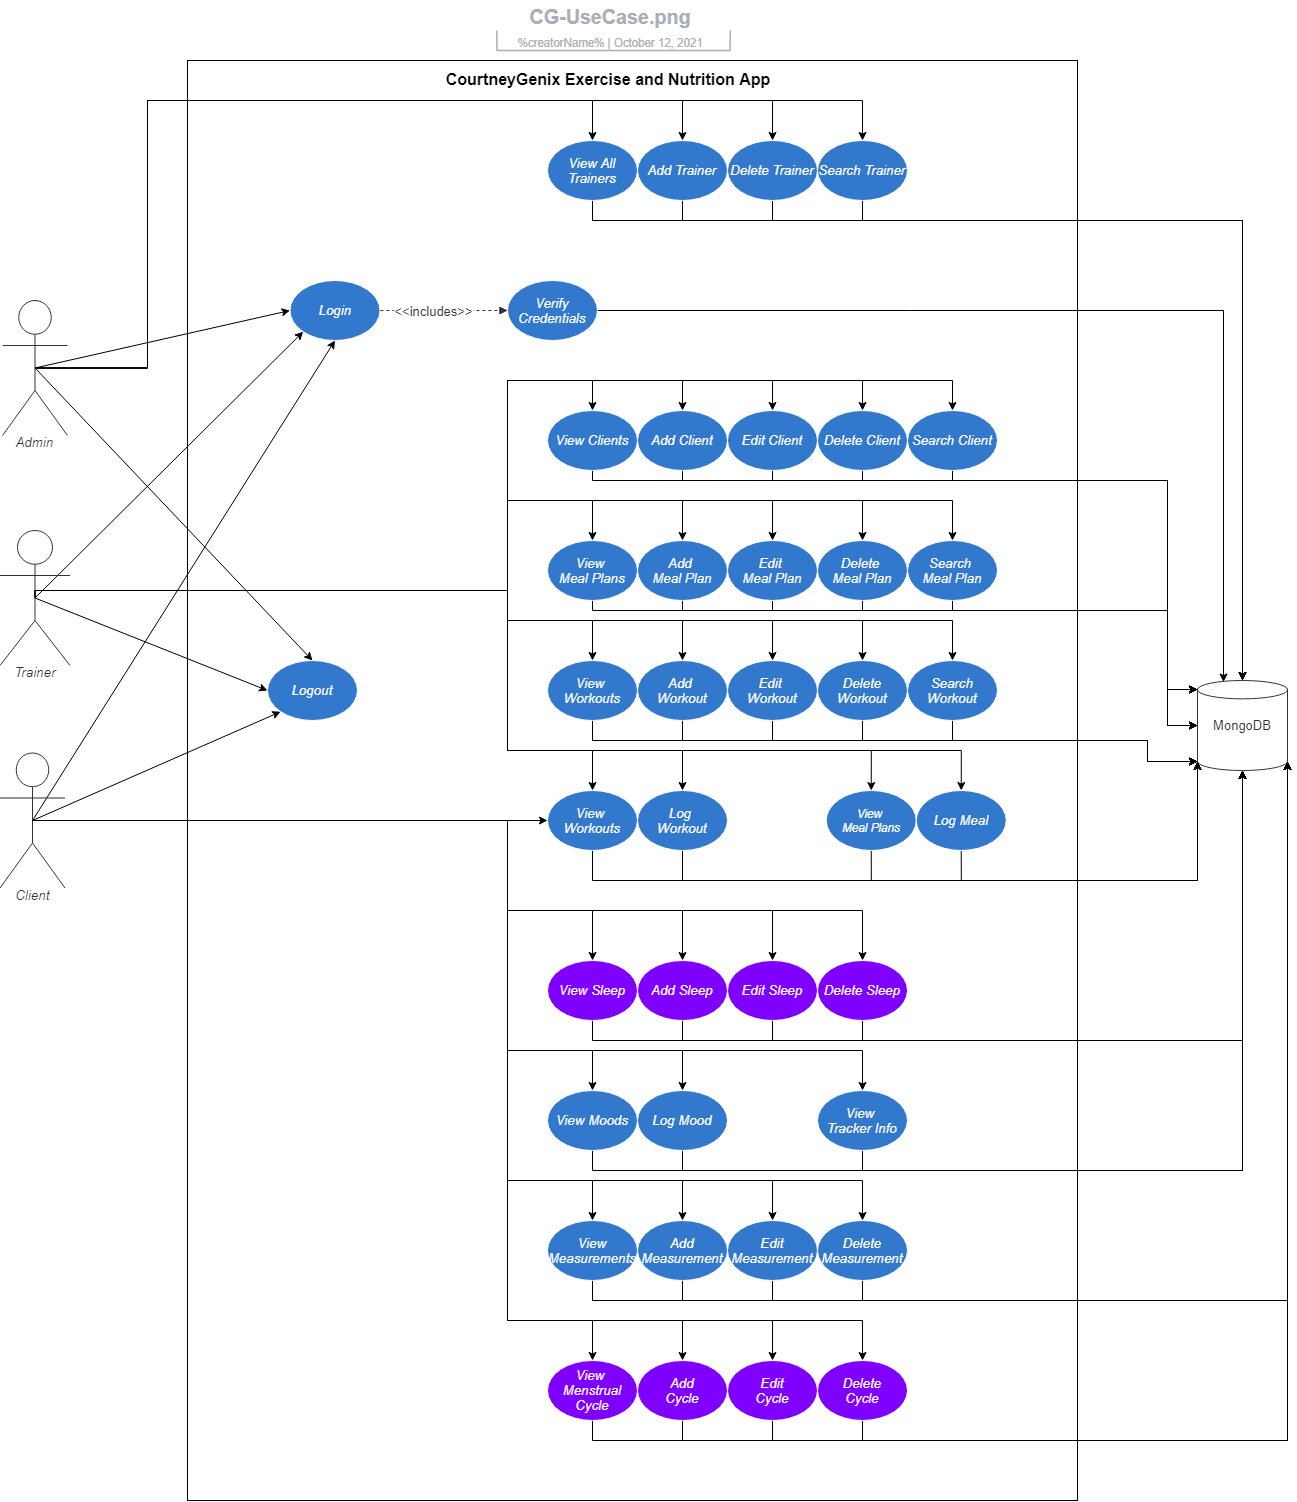 CG-UseCase.png
%creatorName% | October 12, 2021
CourtneyGenix Exercise and Nutrition App
View All
Trainers
Add Trainer
Delete Trainer
Search Trainer
Login
<<includes>>
Verify
Credentials
Admin
View Clients
Add Client
Edit Client
Delete Client
Search Client
View
Meal Plans
Add
Meal Plan
Edit
Meal Plan
Delete
Meal Plan
Search
Meal Plan
Trainer
Logout
View
Workouts
Add
Workout
Edit
Workout
Delete
Workout
Search
Workout
MongoDB
View
Workouts
Log
Workout
View
Meal Plans
Log Meal
Client
View Sleep
Add Sleep
Edit Sleep
Delete Sleep
View Moods
Log Mood
View
Tracker Info
View
Measurements
Add
Measurement
Edit
Measurement
Delete
Measurement
View
Menstrual
Cycle
Add
Cycle
Edit
Cycle
Delete
Cycle